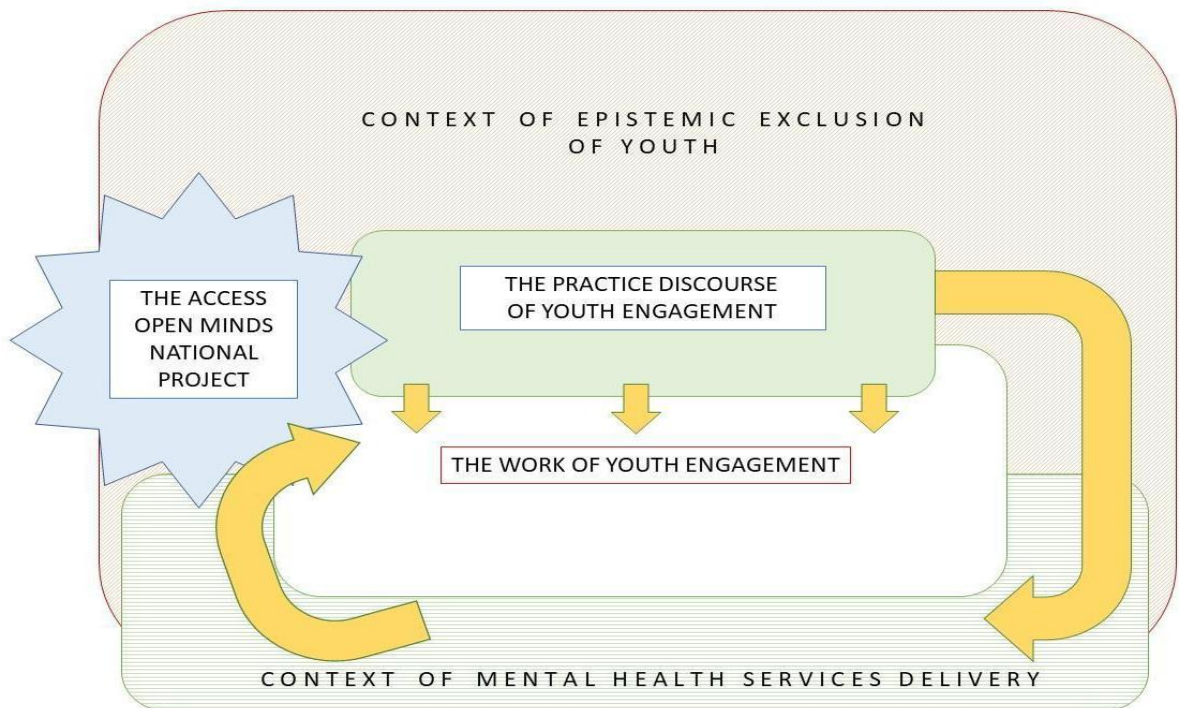 CONTEXT OF EPISTEMIC EXCLUSION
OF YOUTH
THE ACCESS
OPEN MINDS
NATIONAL
PROJECT
THE PRACTICE DISCOURSE
OF YOUTH ENGAGEMENT
THE WORK OF YOUTH ENGAGEMENT
CONTEXT OF MENTAL HEALTH SERVICES DELIVERY